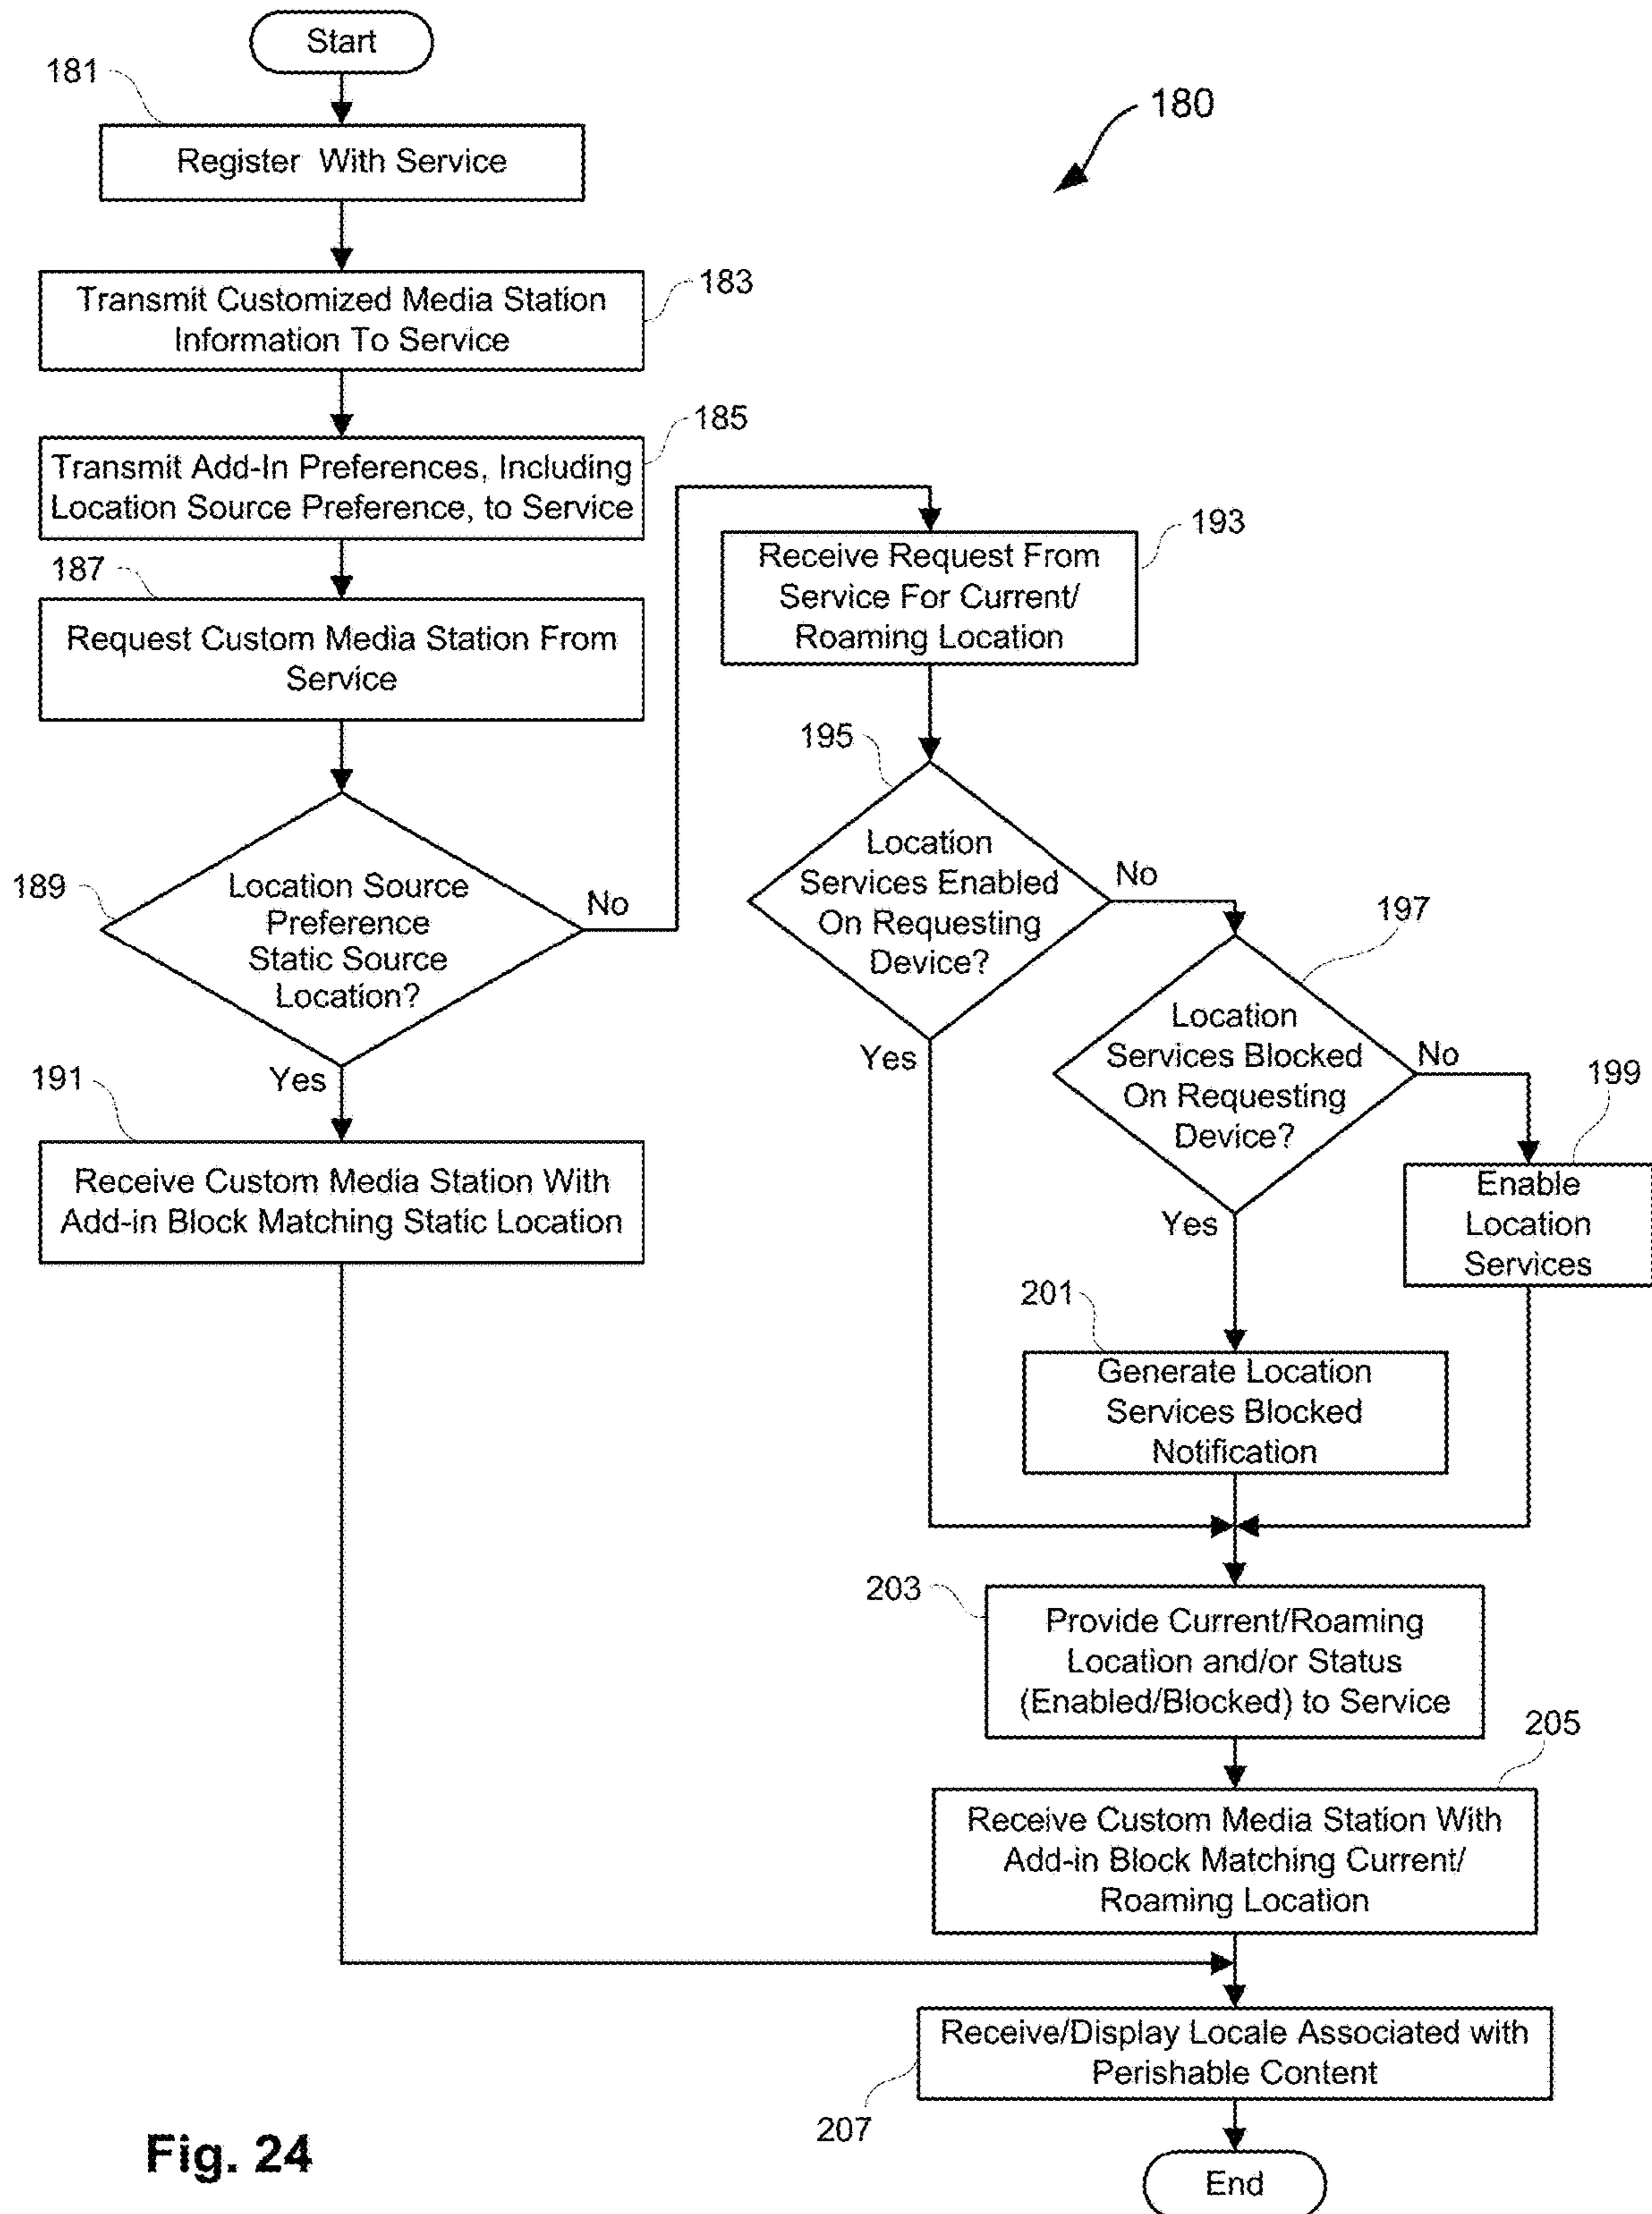 Start
181
180
Register With Service
183
Transmit Customized Media Station
Information To Service
185
Transmit Add-In Preferences, Including
Location Source Preference, to Service
187
Request Custom Media Station From
Service
189
Location Source
Preference
Static Source
Location?
No
Yes
191
Receive Custom Media Station With
Add-in Block Matching Static Location
193
Receive Request From
Service For Current/
Roaming Location
195
Location
Services Enabled
On Requesting
Device?
No
Yes
197
Location
Services Blocked
On Requesting
Device?
No
Yes
199
Enable
Location
Services
201
Generate Location
Services Blocked
Notification
203
Provide Current/Roaming
Location and/or Status
(Enabled/Blocked) to Service
205
Receive Custom Media Station With
Add-in Block Matching Current/
Roaming Location
Receive/Display Locale Associated with
Perishable Content
207
End
Fig. 24